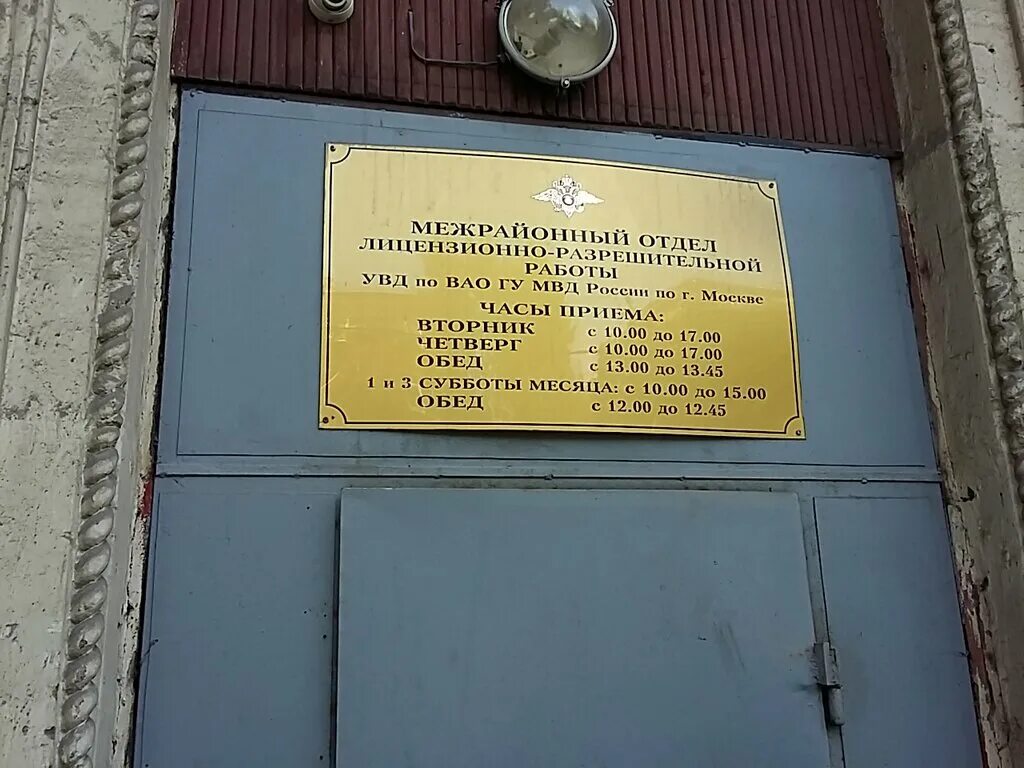 МЕЖРАЙОННЫЙ ОТДЕЛ
ЛИЦЕНЗИОННО-РАЗРЕШИТЕЛЬНОЙ
РАБОТЫ
УВД по ВАО ГУ МВД России по г. Москве
ЧАСЫ ПРИЕМА:
ВТОРНИК с 10.00 до 17.00
ЧЕТВЕРГ с 10.00 до 17.00
ОБЕД с 13.00 до 13.45
1 и 3 СУББОТЫ МЕСЯЦА: с 10.00 до 15.00
ОБЕД с 12.00 до 12.45